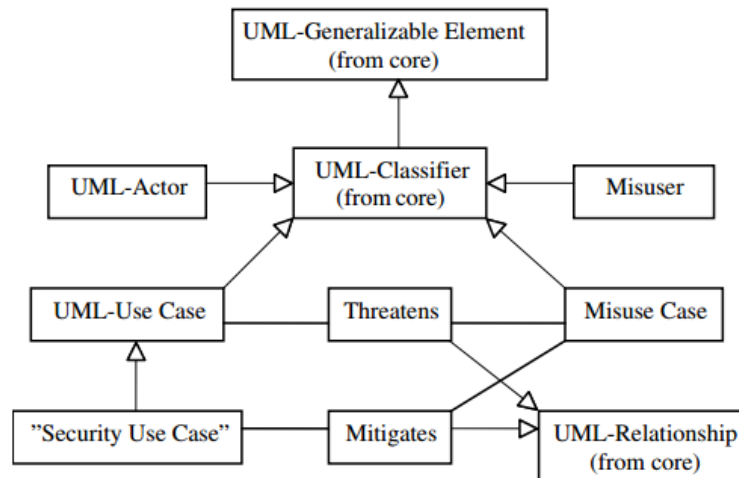 UML-Generalizable Element
(from core)
UML-Actor
UML-Classifier
(from core)
Misuser
UML-Use Case
Threatens
Misuse Case
”Security Use Case”
Mitigates
UML-Relationship
(from core)